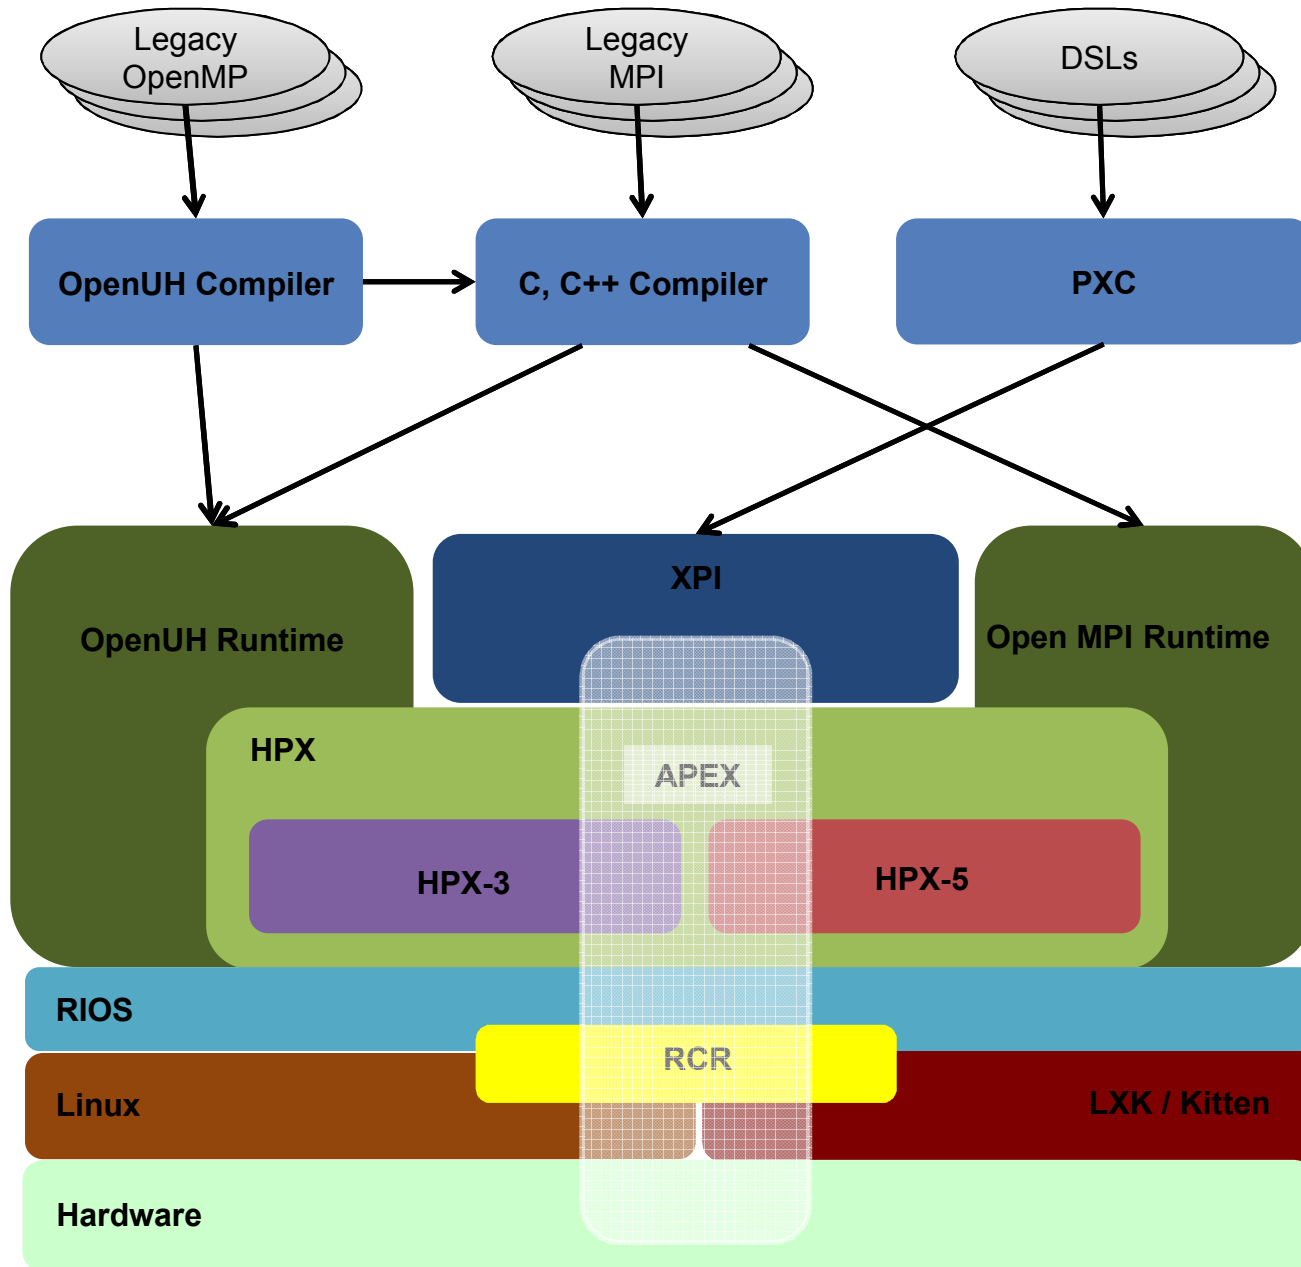 Legacy
OpenMP
Legacy
MPI
DSLs
OpenUH Compiler
C, C++ Compiler
PXC
XPI
OpenUH Runtime
Open MPI Runtime
HPX
APEX
HPX-3
HPX-5
RIOS
RCR
Linux
LXK / Kitten
Hardware